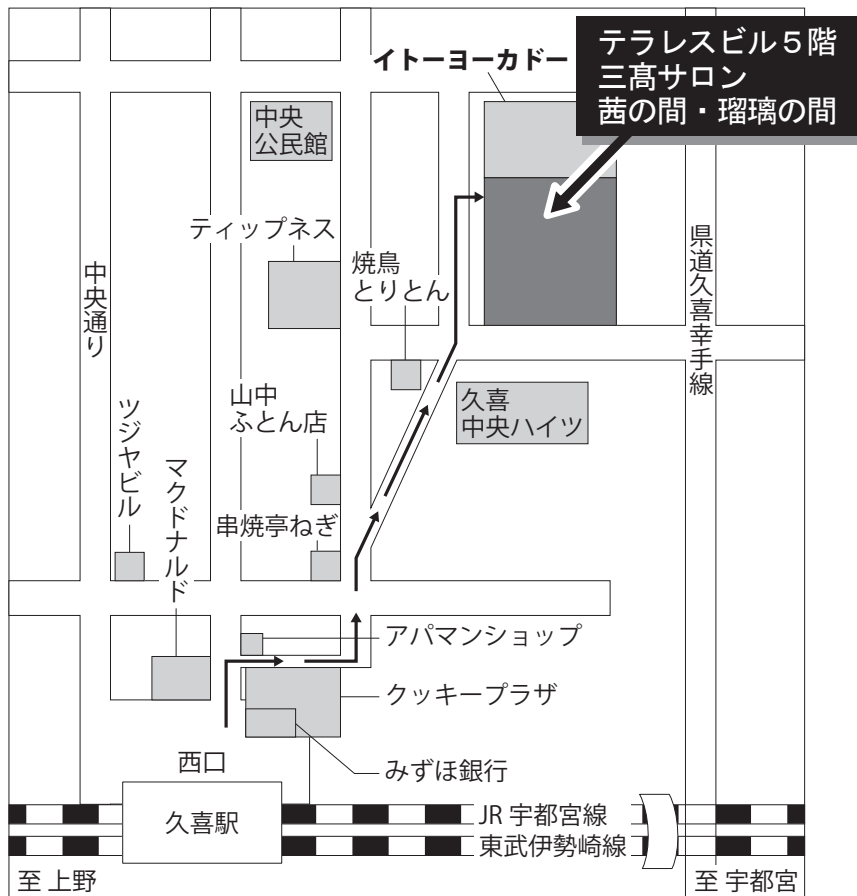 テラレスビル5階
三髙サロン
茜の間・瑠璃の間
イトーヨーカドー
中央
公民館
ティップネス
焼鳥
とりとん
中央通り
県道久喜幸手線
山中
ふとん店
久喜
中央ハイツ
ツジヤビル
マクドナルド
串焼亭ねぎ
アパマンショップ
クッキープラザ
みずほ銀行
西口
久喜駅
JR 宇都宮線
東武伊勢崎線
至 上野
至 宇都宮